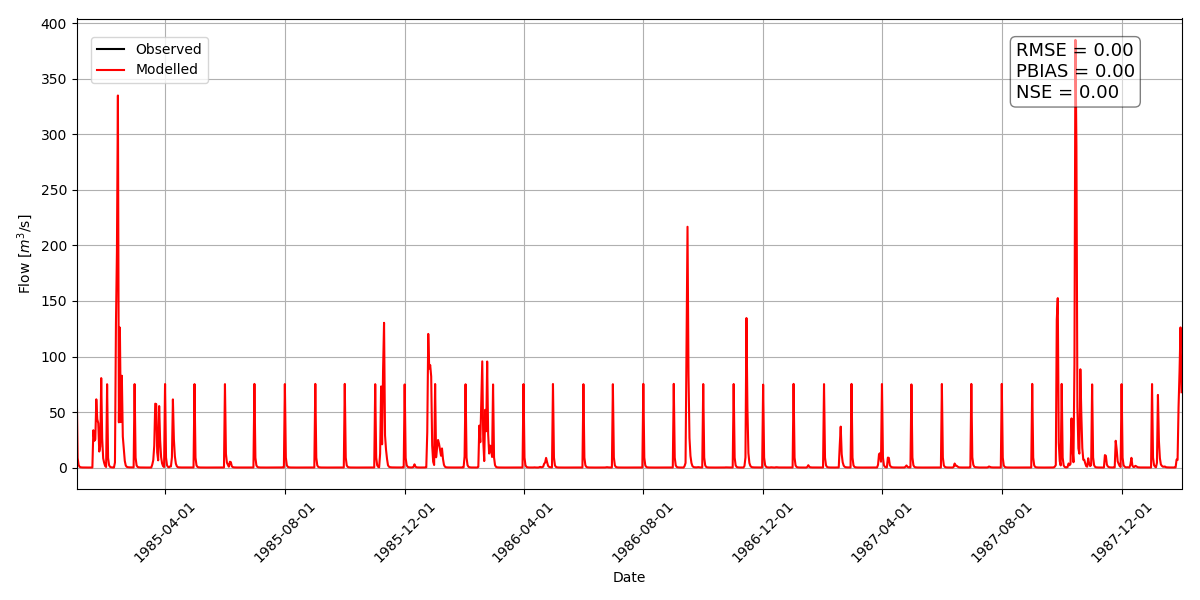 400
350
300
250
200
150
100
50
0
Flow [m³/s]
Observed
Modelled
RMSE = 0.00
PBIAS = 0.00
NSE = 0.00
1985-04-01
1985-08-01
1985-12-01
1986-04-01
1986-08-01
1986-12-01
1987-04-01
1987-08-01
1987-12-01
Date